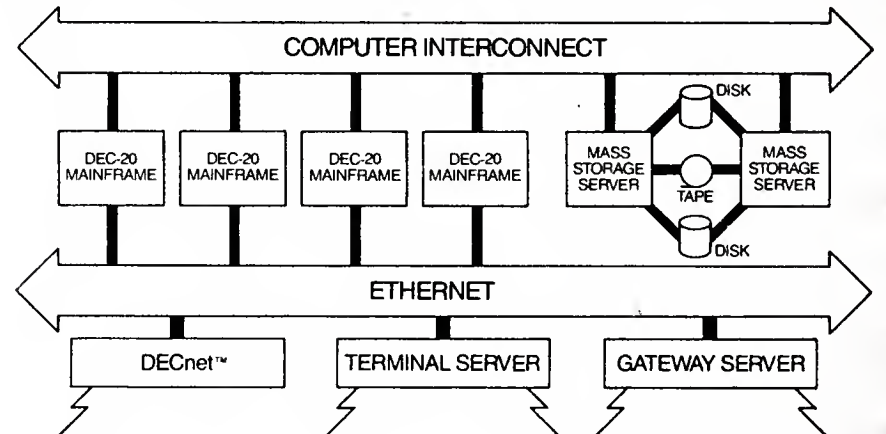 COMPUTER INTERCONNECT
DISK
DEC-20
MAINFRAME
DEC-20
MAINFRAME
DEC-20
MAINFRAME
DEC-20
MAINFRAME
MASS
STORAGE
SERVER
TAPE
MASS
STORAGE
SERVER
DISK
ETHERNET
DECnet™
TERMINAL SERVER
GATEWAY SERVER